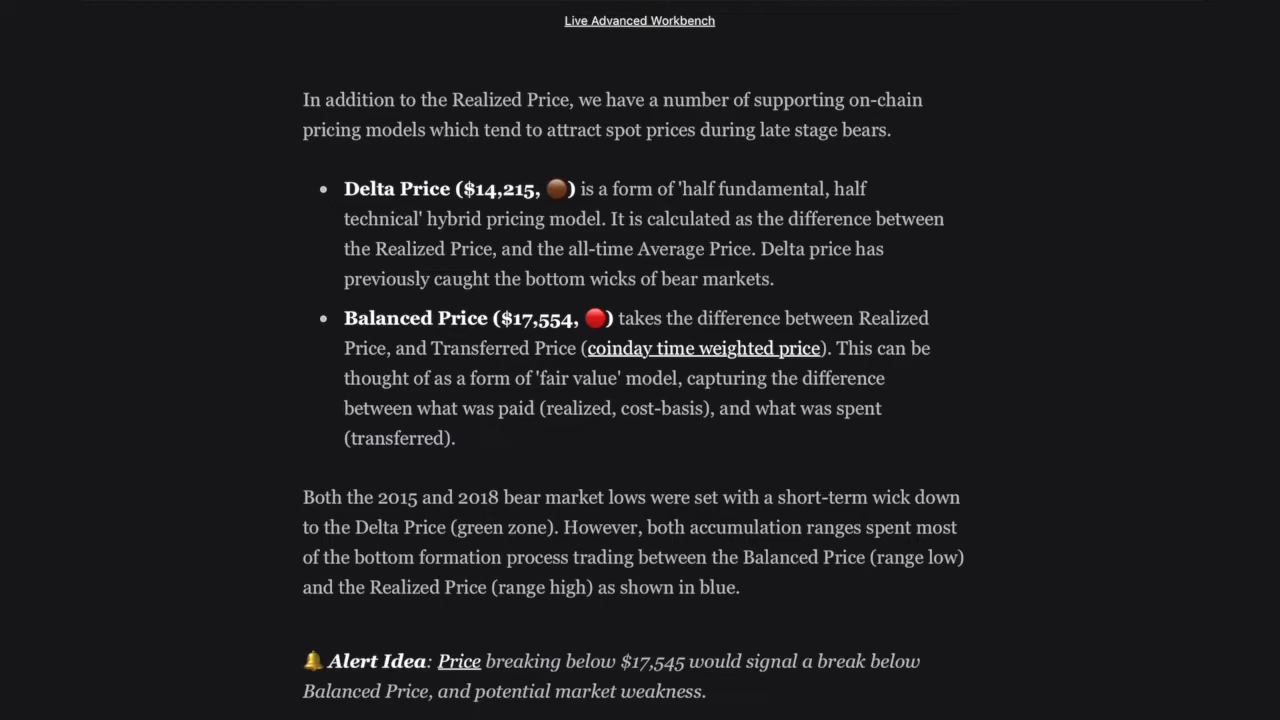 Live Advanced Workbench
In addition to the Realized Price, we have a number of supporting on-chain
pricing models which tend to attract spot prices during late stage bears.
Delta Price ($14,215, 🟤) is a form of 'half fundamental, half
technical' hybrid pricing model. It is calculated as the difference between
the Realized Price, and the all-time Average Price. Delta price has
previously caught the bottom wicks of bear markets.
Balanced Price ($17,554, 🔴) takes the difference between Realized
Price, and Transferred Price (coinday time weighted price). This can be
thought of as a form of 'fair value' model, capturing the difference
between what was paid (realized, cost-basis), and what was spent
(transferred).
Both the 2015 and 2018 bear market lows were set with a short-term wick down
to the Delta Price (green zone). However, both accumulation ranges spent most
of the bottom formation process trading between the Balanced Price (range low)
and the Realized Price (range high) as shown in blue.
🔔 Alert Idea: Price breaking below $17,545 would signal a break below
Balanced Price, and potential market weakness.